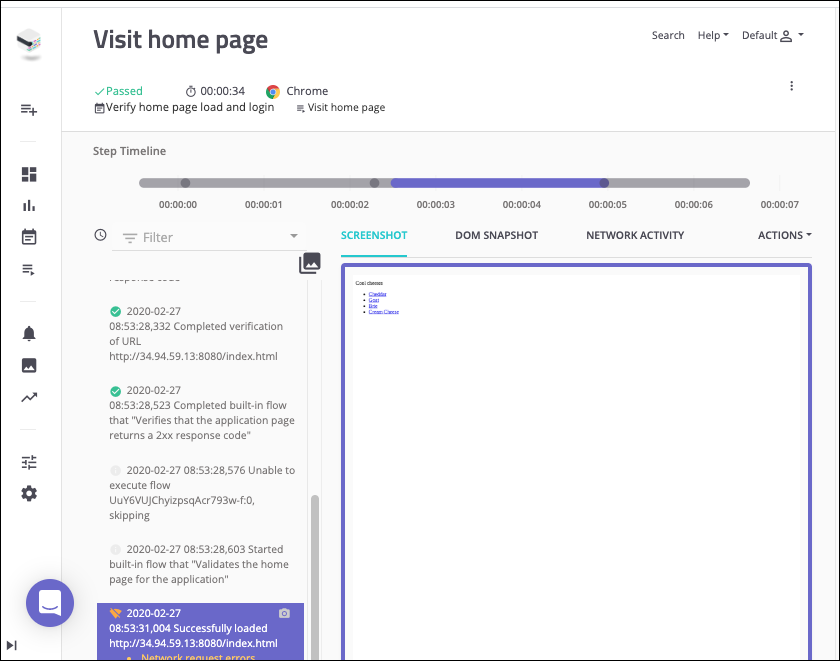 Visit home page
Search Help Default
Passed 00:00:34 Chrome
Verify home page load and login Visit home page
Step Timeline
00:00:00 00:00:01 00:00:02 00:00:03 00:00:04 00:00:05 00:00:06 00:00:07
Filter
SCREENSHOT DOM SNAPSHOT NETWORK ACTIVITY ACTIONS
response code"
2020-02-27
08:53:28,332 Completed verification
of URL
http://34.94.59.13:8080/index.html
2020-02-27
08:53:28,523 Completed built-in flow
that "Verifies that the application page
returns a 2xx response code"
2020-02-27 08:53:28,576 Unable to
execute flow
UuY6VUJChyizpsqAcr793w-f:0,
skipping
2020-02-27 08:53:28,603 Started
built-in flow that "Validates the home
page for the application"
2020-02-27
08:53:31,004 Successfully loaded
http://34.94.59.13:8080/index.html
Network request errors
Cool cheeses
Cheddar
Goat
Brie
Cream Cheese